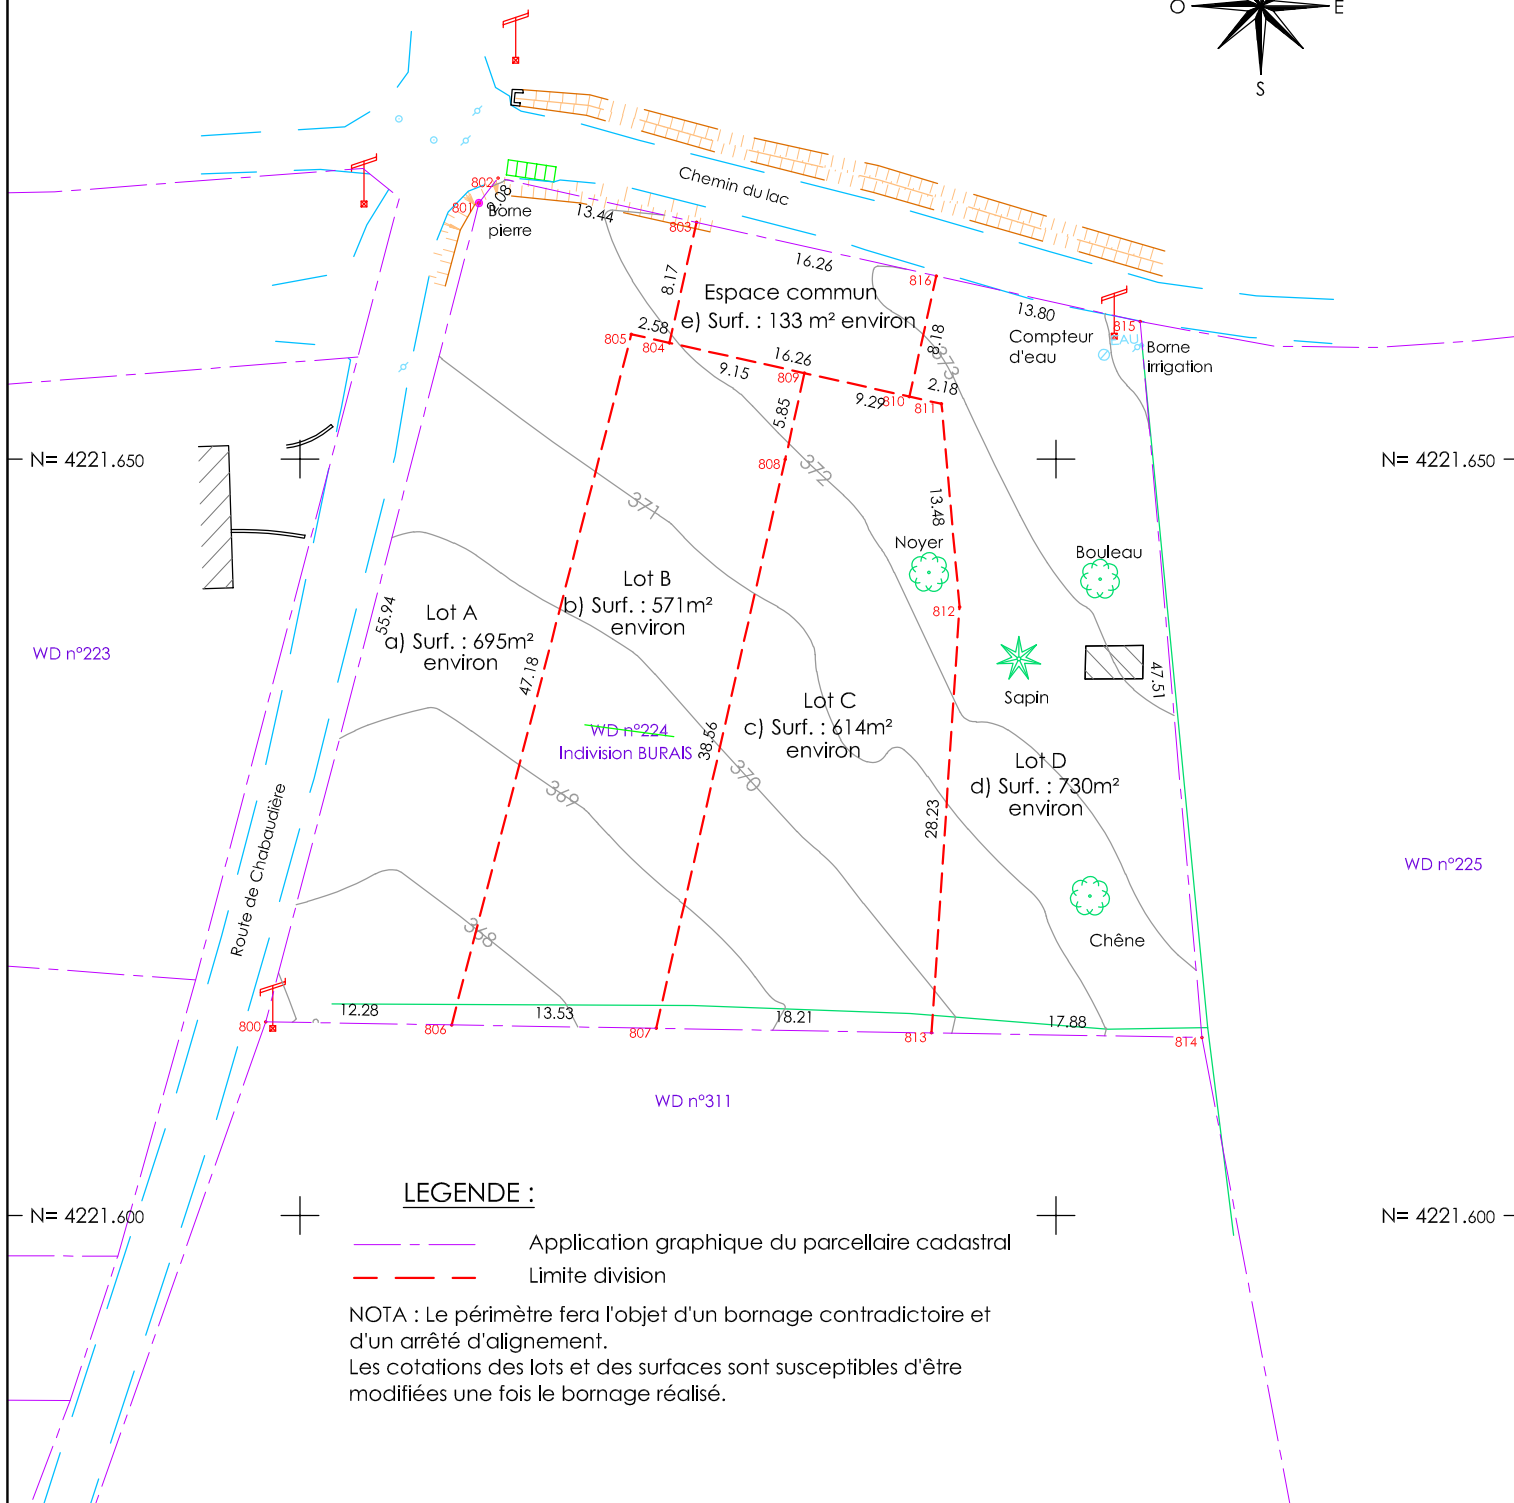 O
E
S
Chemin du lac
802
801
Borne
pierre
13.44
803
16.26
816
8.17
Espace commun
e) Surf. : 133 m² environ
13.80
815
Compteur
d'eau
EAU
Borne
irrigation
2.58
805
804
16.26
9.15
809
8.18
373
2.18
9.29
810
811
5.85
808
372
N= 4221.650
N= 4221.650
371
13.48
Noyer
Bouleau
812
Lot A
a) Surf. : 695m²
environ
Lot B
b) Surf. : 571m²
environ
55.94
47.18
WD n°223
Sapin
47.51
Lot C
c) Surf. : 614m²
environ
WD n°224
Indivision BURAIS
38.56
370
369
Lot D
d) Surf. : 730m²
environ
28.23
Route de Chabaudière
WD n°225
368
Chêne
800
12.28
806
13.53
807
18.21
813
17.88
814
WD n°311
N= 4221.600
N= 4221.600
LEGENDE :
Application graphique du parcellaire cadastral
Limite division
NOTA : Le périmètre fera l'objet d'un bornage contradictoire et
d'un arrêté d'alignement.
Les cotations des lots et des surfaces sont susceptibles d'être
modifiées une fois le bornage réalisé.